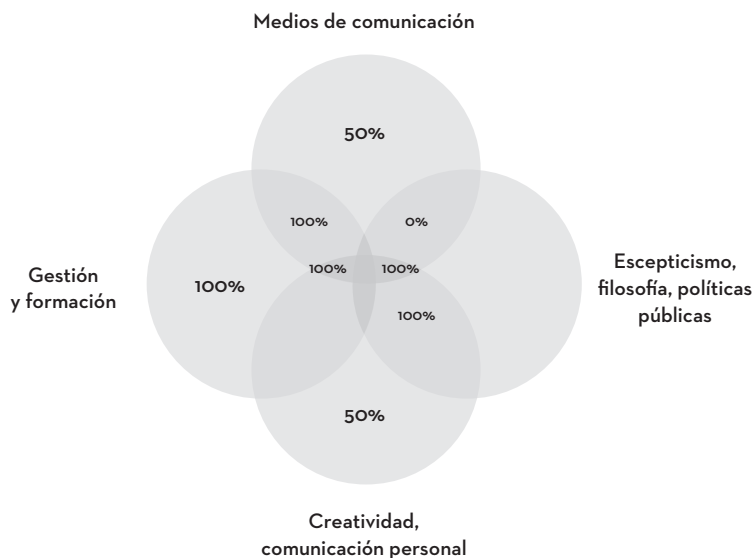 Medios de comunicación
50%
100%
0%
Gestión
y formación
100%
100%
100%
Escepticismo,
filosofía, políticas
públicas
100%
50%
Creatividad,
comunicación personal